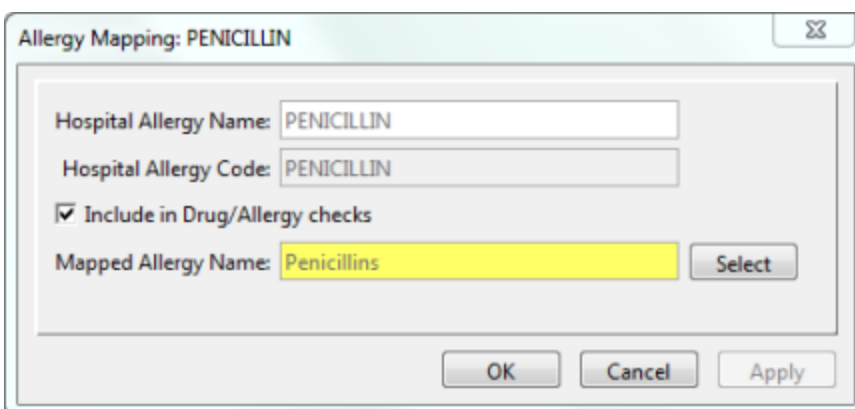 Allergy Mapping: PENICILLIN
Hospital Allergy Name: PENICILLIN
Hospital Allergy Code: PENICILLIN
Include in Drug/Allergy checks
Mapped Allergy Name: Penicillins Select
OK Cancel Apply